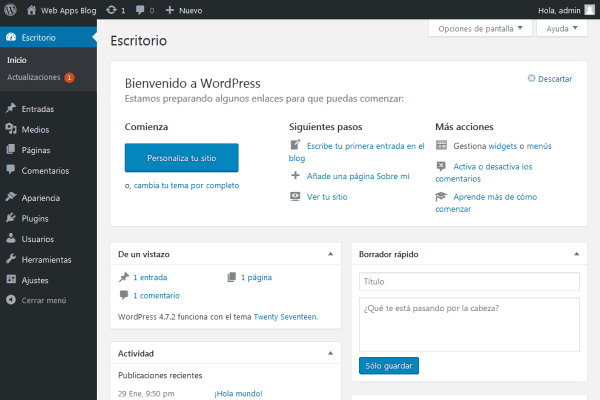 Web Apps Blog 1 0 + Nuevo Hola, admin
Escritorio
Inicio
Actualizaciones 1
Entradas
Medios
Páginas
Comentarios
Apariencia
Plugins
Usuarios
Herramientas
Ajustes
Cerrar menú
Opciones de pantalla Ayuda
Escritorio
Bienvenido a WordPress
Descartar
Estamos preparando algunos enlaces para que puedas comenzar:
Comienza
Personaliza tu sitio
o, cambia tu tema por completo
Siguientes pasos
Escribe tu primera entrada en el
blog
Añade una página Sobre mí
Ver tu sitio
Más acciones
Gestiona widgets o menús
Activa o desactiva los
comentarios
Aprende más de cómo
comenzar
De un vistazo
1 entrada 1 página
1 comentario
WordPress 4.7.2 funciona con el tema Twenty Seventeen.
Actividad
Publicaciones recientes
29 Ene, 9:50 pm ¡Hola mundo!
Borrador rápido
Título
¿Qué te está pasando por la cabeza?
Sólo guardar